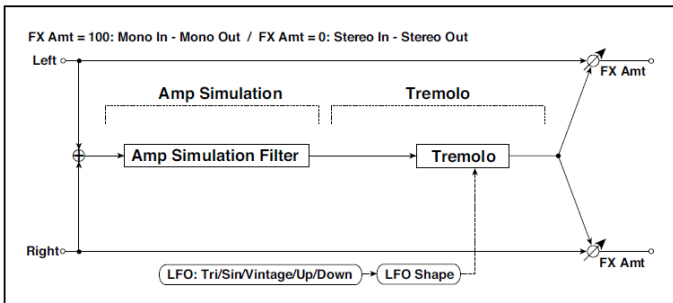 FX Amt = 100: Mono In - Mono Out / FX Amt = 0: Stereo In - Stereo Out
Left
FX Amt
Amp Simulation
Tremolo
Amp Simulation Filter
Tremolo
Right
FX Amt
LFO: Tri/Sin/Vintage/Up/Down
LFO Shape